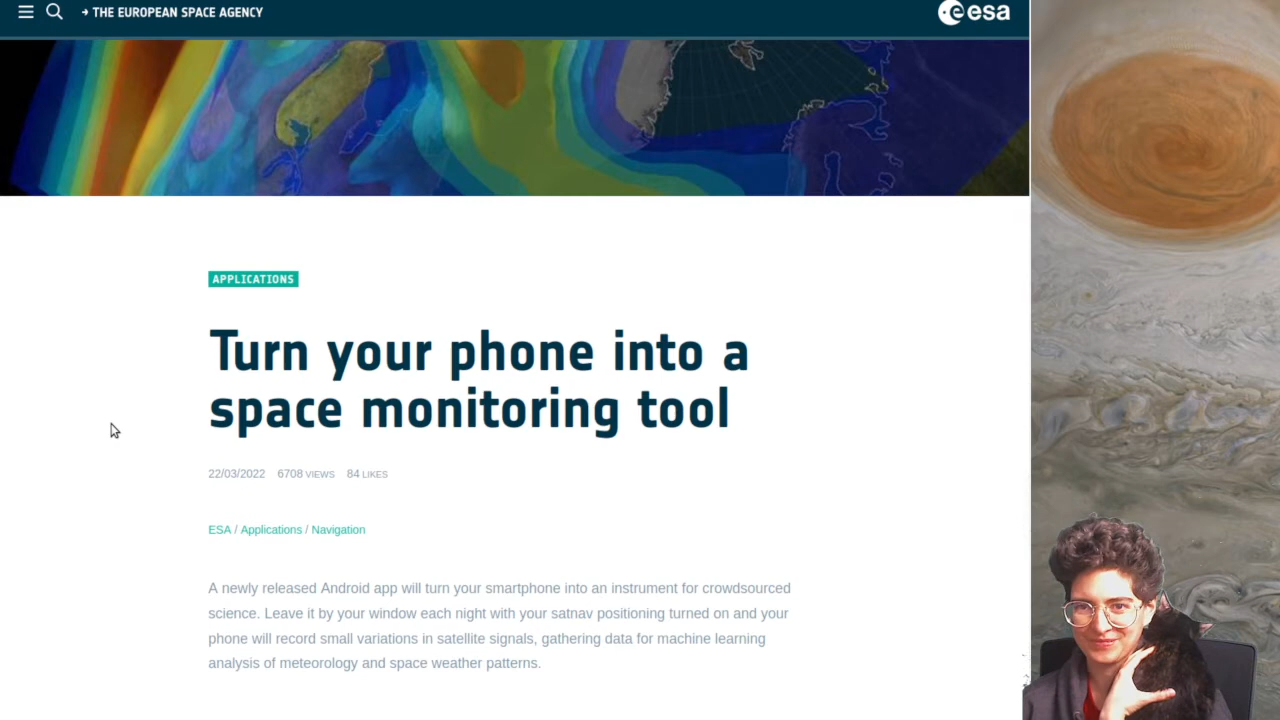 → THE EUROPEAN SPACE AGENCY
esa
APPLICATIONS
Turn your phone into a
space monitoring tool
22/03/2022 6708 VIEWS 84 LIKES
ESA / Applications / Navigation
A newly released Android app will turn your smartphone into an instrument for crowdsourced
science. Leave it by your window each night with your satnav positioning turned on and your
phone will record small variations in satellite signals, gathering data for machine learning
analysis of meteorology and space weather patterns.